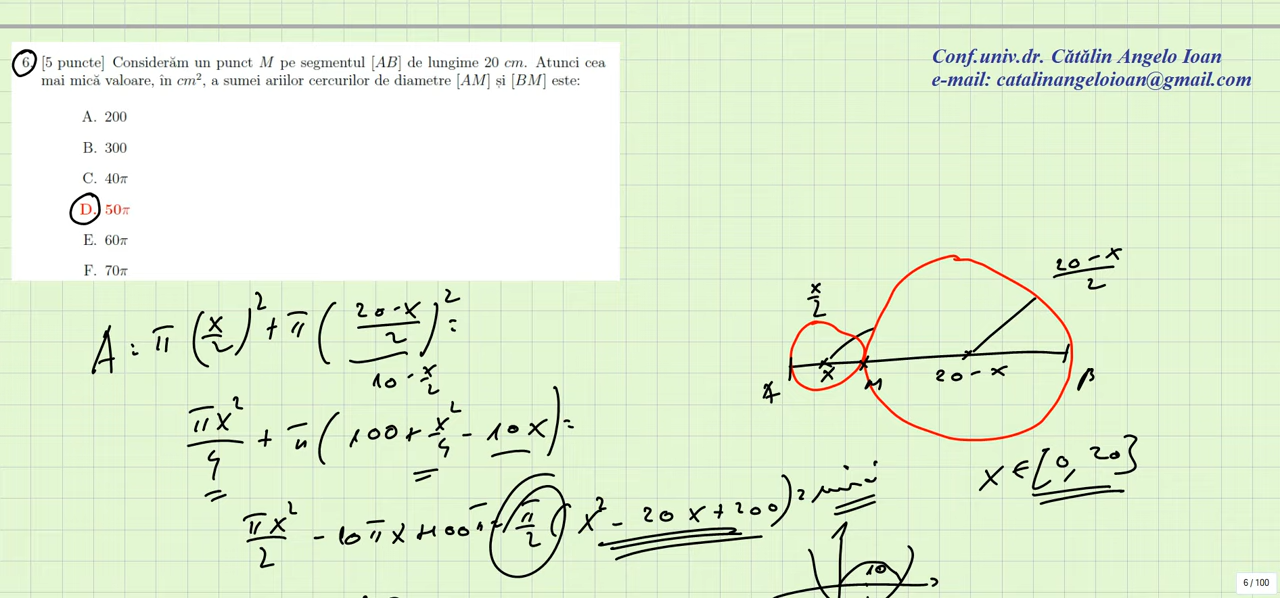 6. [5 puncte] Considerăm un punct M pe segmentul [AB] de lungime 20 cm. Atunci cea
mai mică valoare, în cm², a sumei ariilor cercurilor de diametre [AM] și [BM] este:
A. 200
B. 300
C. 40π
D. 50π
E. 60π
F. 70π
Conf.univ.dr. Cătălin Angelo Ioan
e-mail: catalinangeloioan@gmail.com
A = π (x/2)² + π ((20-x)/2)² =
10 - x/2
πx²/4 + π (100 + x²/4 - 10x) =
πx²/2 - 10πx + 100π = π/2 (x² - 20x + 200) = mini
x/2
(20-x)/2
A x M 20-x B
x ∈ [0, 20]
10
6 / 100